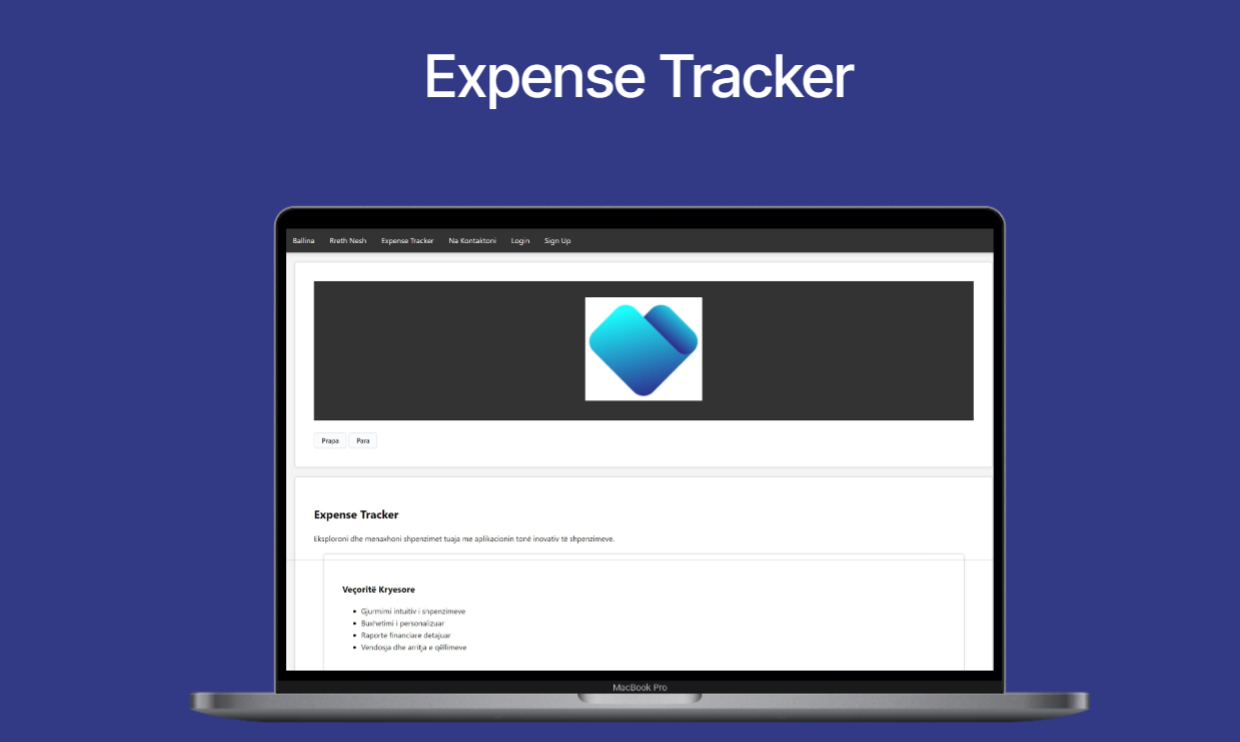 Expense Tracker
Ballina Rreth Nesh Expense Tracker Na Kontaktoni Login Sign Up
Prapa Para
Expense Tracker
Eksploroni dhe menaxhoni shpenzimet tuaja me aplikacionin tonë inovativ të shpenzimeve.
Veçoritë Kryesore
Gjurmimi intuitiv i shpenzimeve
Buxhetimi i personalizuar
Raporte financiare detajuar
Vendosja dhe arritja e qëllimeve
MacBook Pro